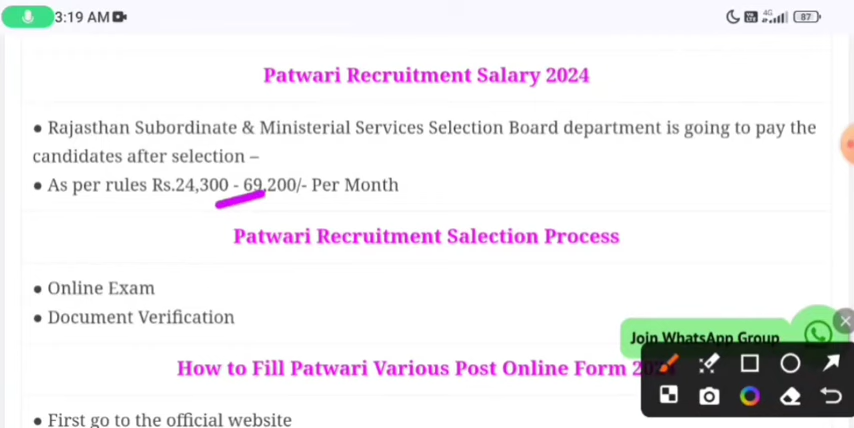 3:19 AM
4G
87
Patwari Recruitment Salary 2024
● Rajasthan Subordinate & Ministerial Services Selection Board department is going to pay the
candidates after selection –
● As per rules Rs.24,300 - 69,200/- Per Month
Patwari Recruitment Salection Process
● Online Exam
● Document Verification
Join WhatsApp Group
How to Fill Patwari Various Post Online Form
● First go to the official website